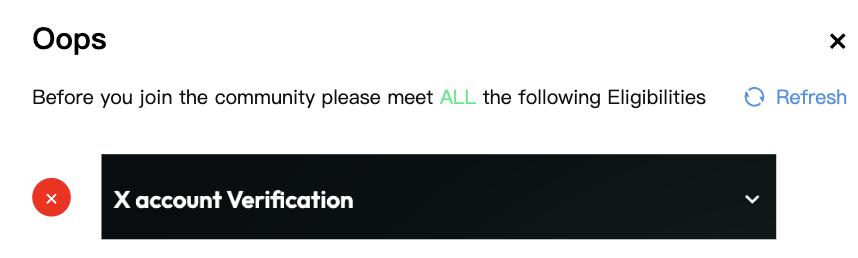 Oops
Before you join the community please meet ALL the following Eligibilities Refresh
X account Verification